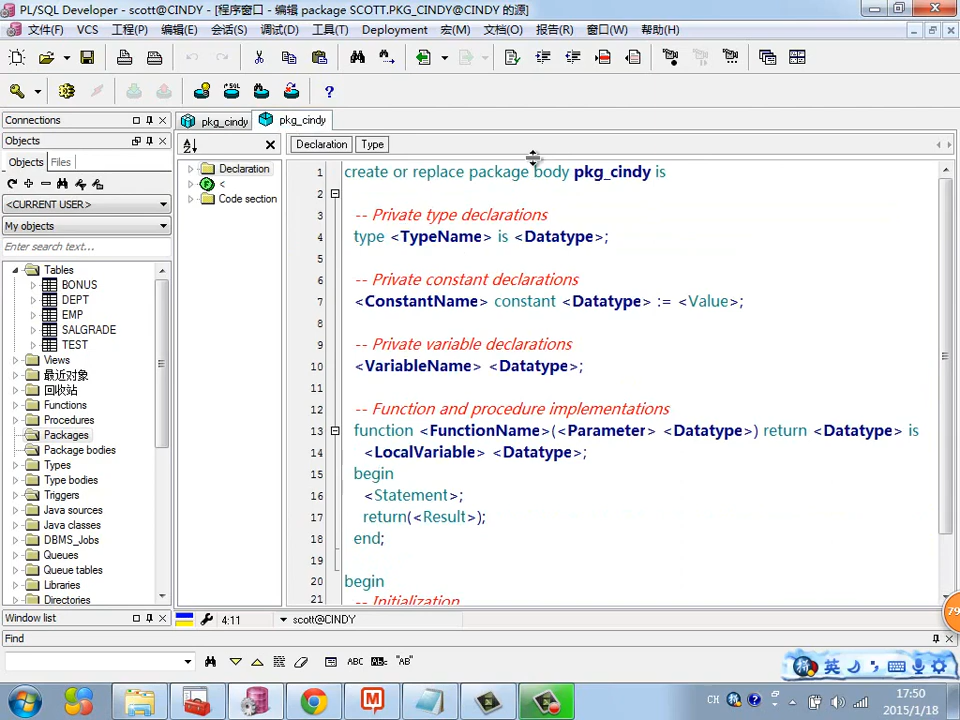 PL/SQL Developer - scott@CINDY - [程序窗口 - 编辑 package SCOTT.PKG_CINDY@CINDY 的源]
文件(F) VCS 工程(P) 编辑(E) 会话(S) 调试(D) 工具(T) Deployment 宏(M) 文档(O) 报告(R) 窗口(W) 帮助(H)
Connections
Objects
Objects Files
<CURRENT USER>
My objects
Enter search text...
Tables
BONUS
DEPT
EMP
SALGRADE
TEST
Views
最近对象
回收站
Functions
Procedures
Packages
Package bodies
Types
Type bodies
Triggers
Java sources
Java classes
DBMS_Jobs
Queues
Queue tables
Libraries
Directories
Window list
pkg_cindy pkg_cindy
Declaration Type
Declaration
<
Code section
1 create or replace package body pkg_cindy is
2
3 -- Private type declarations
4 type <TypeName> is <Datatype>;
5
6 -- Private constant declarations
7 <ConstantName> constant <Datatype> := <Value>;
8
9 -- Private variable declarations
10 <VariableName> <Datatype>;
11
12 -- Function and procedure implementations
13 function <FunctionName>(<Parameter> <Datatype>) return <Datatype> is
14 <LocalVariable> <Datatype>;
15 begin
16 <Statement>;
17 return(<Result>);
18 end;
19
20 begin
21 -- Initialization
4:11 scott@CINDY
79
Find
ABC ABc "AB"
英
CH 17:50
2015/1/18